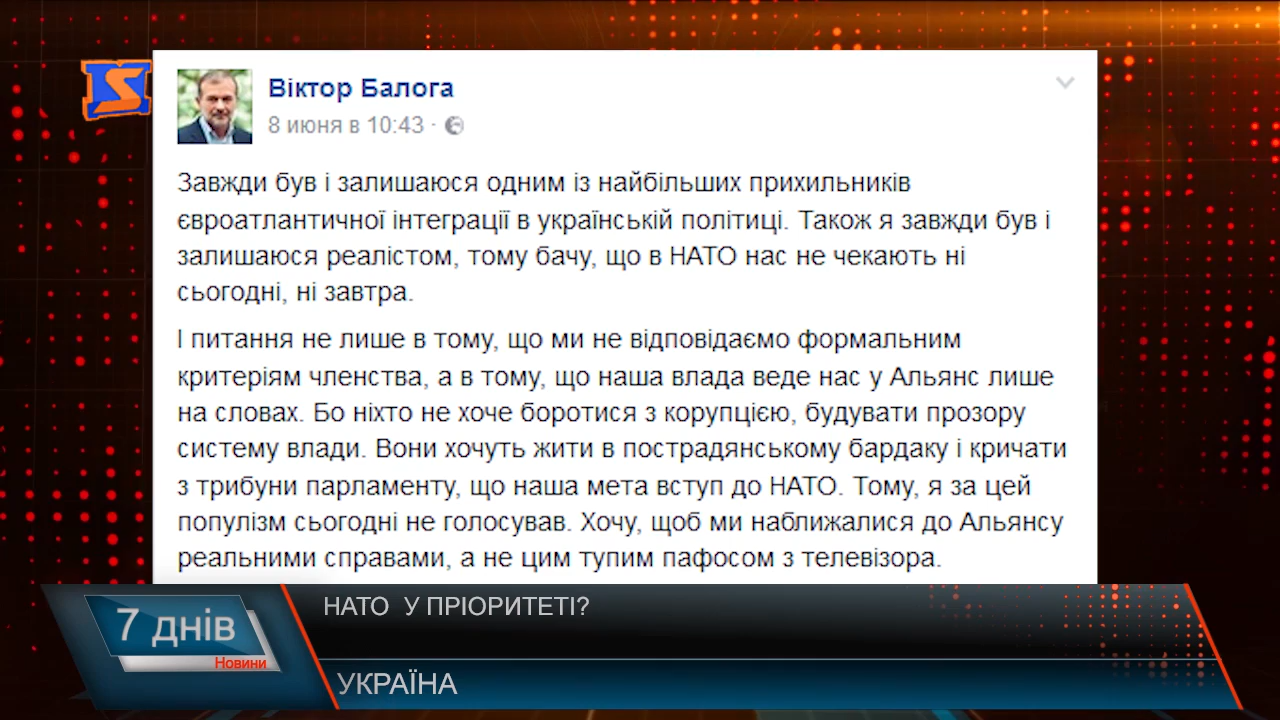 Віктор Балога
8 июня в 10:43 ·
Завжди був і залишаюся одним із найбільших прихильників
євроатлантичної інтеграції в українській політиці. Також я завжди був і
залишаюся реалістом, тому бачу, що в НАТО нас не чекають ні
сьогодні, ні завтра.
І питання не лише в тому, що ми не відповідаємо формальним
критеріям членства, а в тому, що наша влада веде нас у Альянс лише
на словах. Бо ніхто не хоче боротися з корупцією, будувати прозору
систему влади. Вони хочуть жити в пострадянському бардаку і кричати
з трибуни парламенту, що наша мета вступ до НАТО. Тому, я за цей
популізм сьогодні не голосував. Хочу, щоб ми наближалися до Альянсу
реальними справами, а не цим тупим пафосом з телевізора.
НАТО У ПРІОРИТЕТІ?
7 днів
Новини
УКРАЇНА